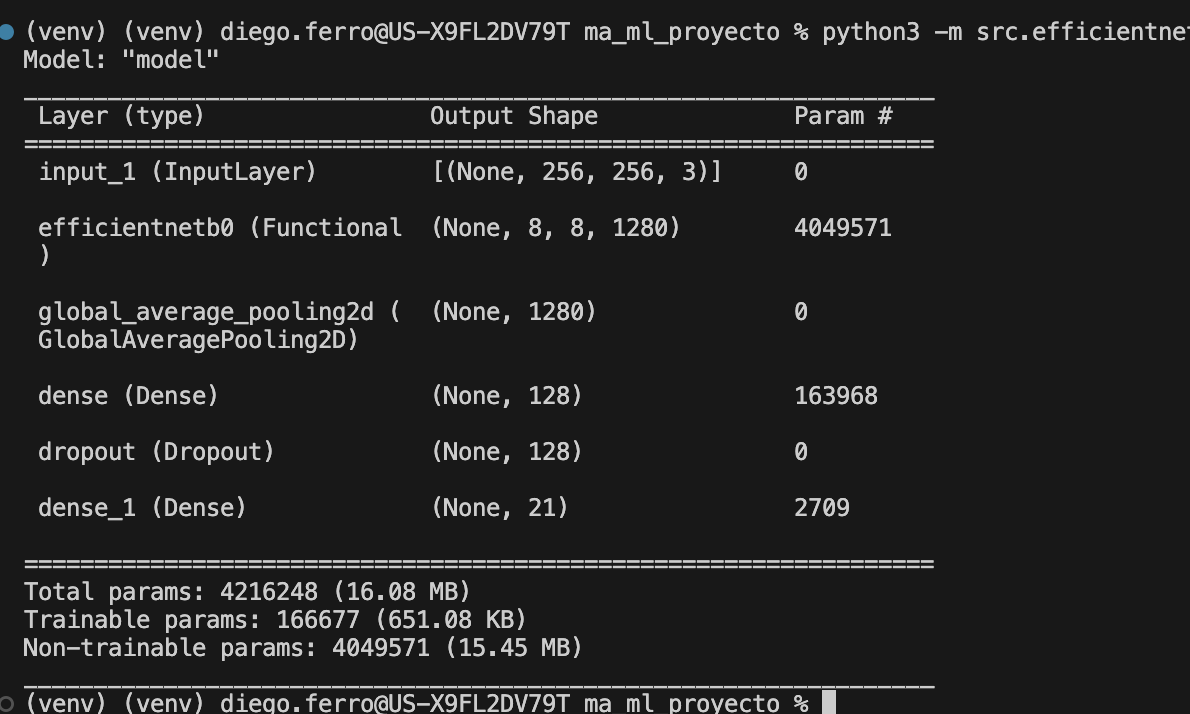 (venv) (venv) diego.ferro@US-X9FL2DV79T ma_ml_proyecto % python3 -m src.efficientne
Model: "model"
_________________________________________________________________
Layer (type) Output Shape Param #
=================================================================
input_1 (InputLayer) [(None, 256, 256, 3)] 0
efficientnetb0 (Functional (None, 8, 8, 1280) 4049571
)
global_average_pooling2d ( (None, 1280) 0
GlobalAveragePooling2D)
dense (Dense) (None, 128) 163968
dropout (Dropout) (None, 128) 0
dense_1 (Dense) (None, 21) 2709
=================================================================
Total params: 4216248 (16.08 MB)
Trainable params: 166677 (651.08 KB)
Non-trainable params: 4049571 (15.45 MB)
_________________________________________________________________
(venv) (venv) diego.ferro@US-X9FL2DV79T ma_ml_proyecto %